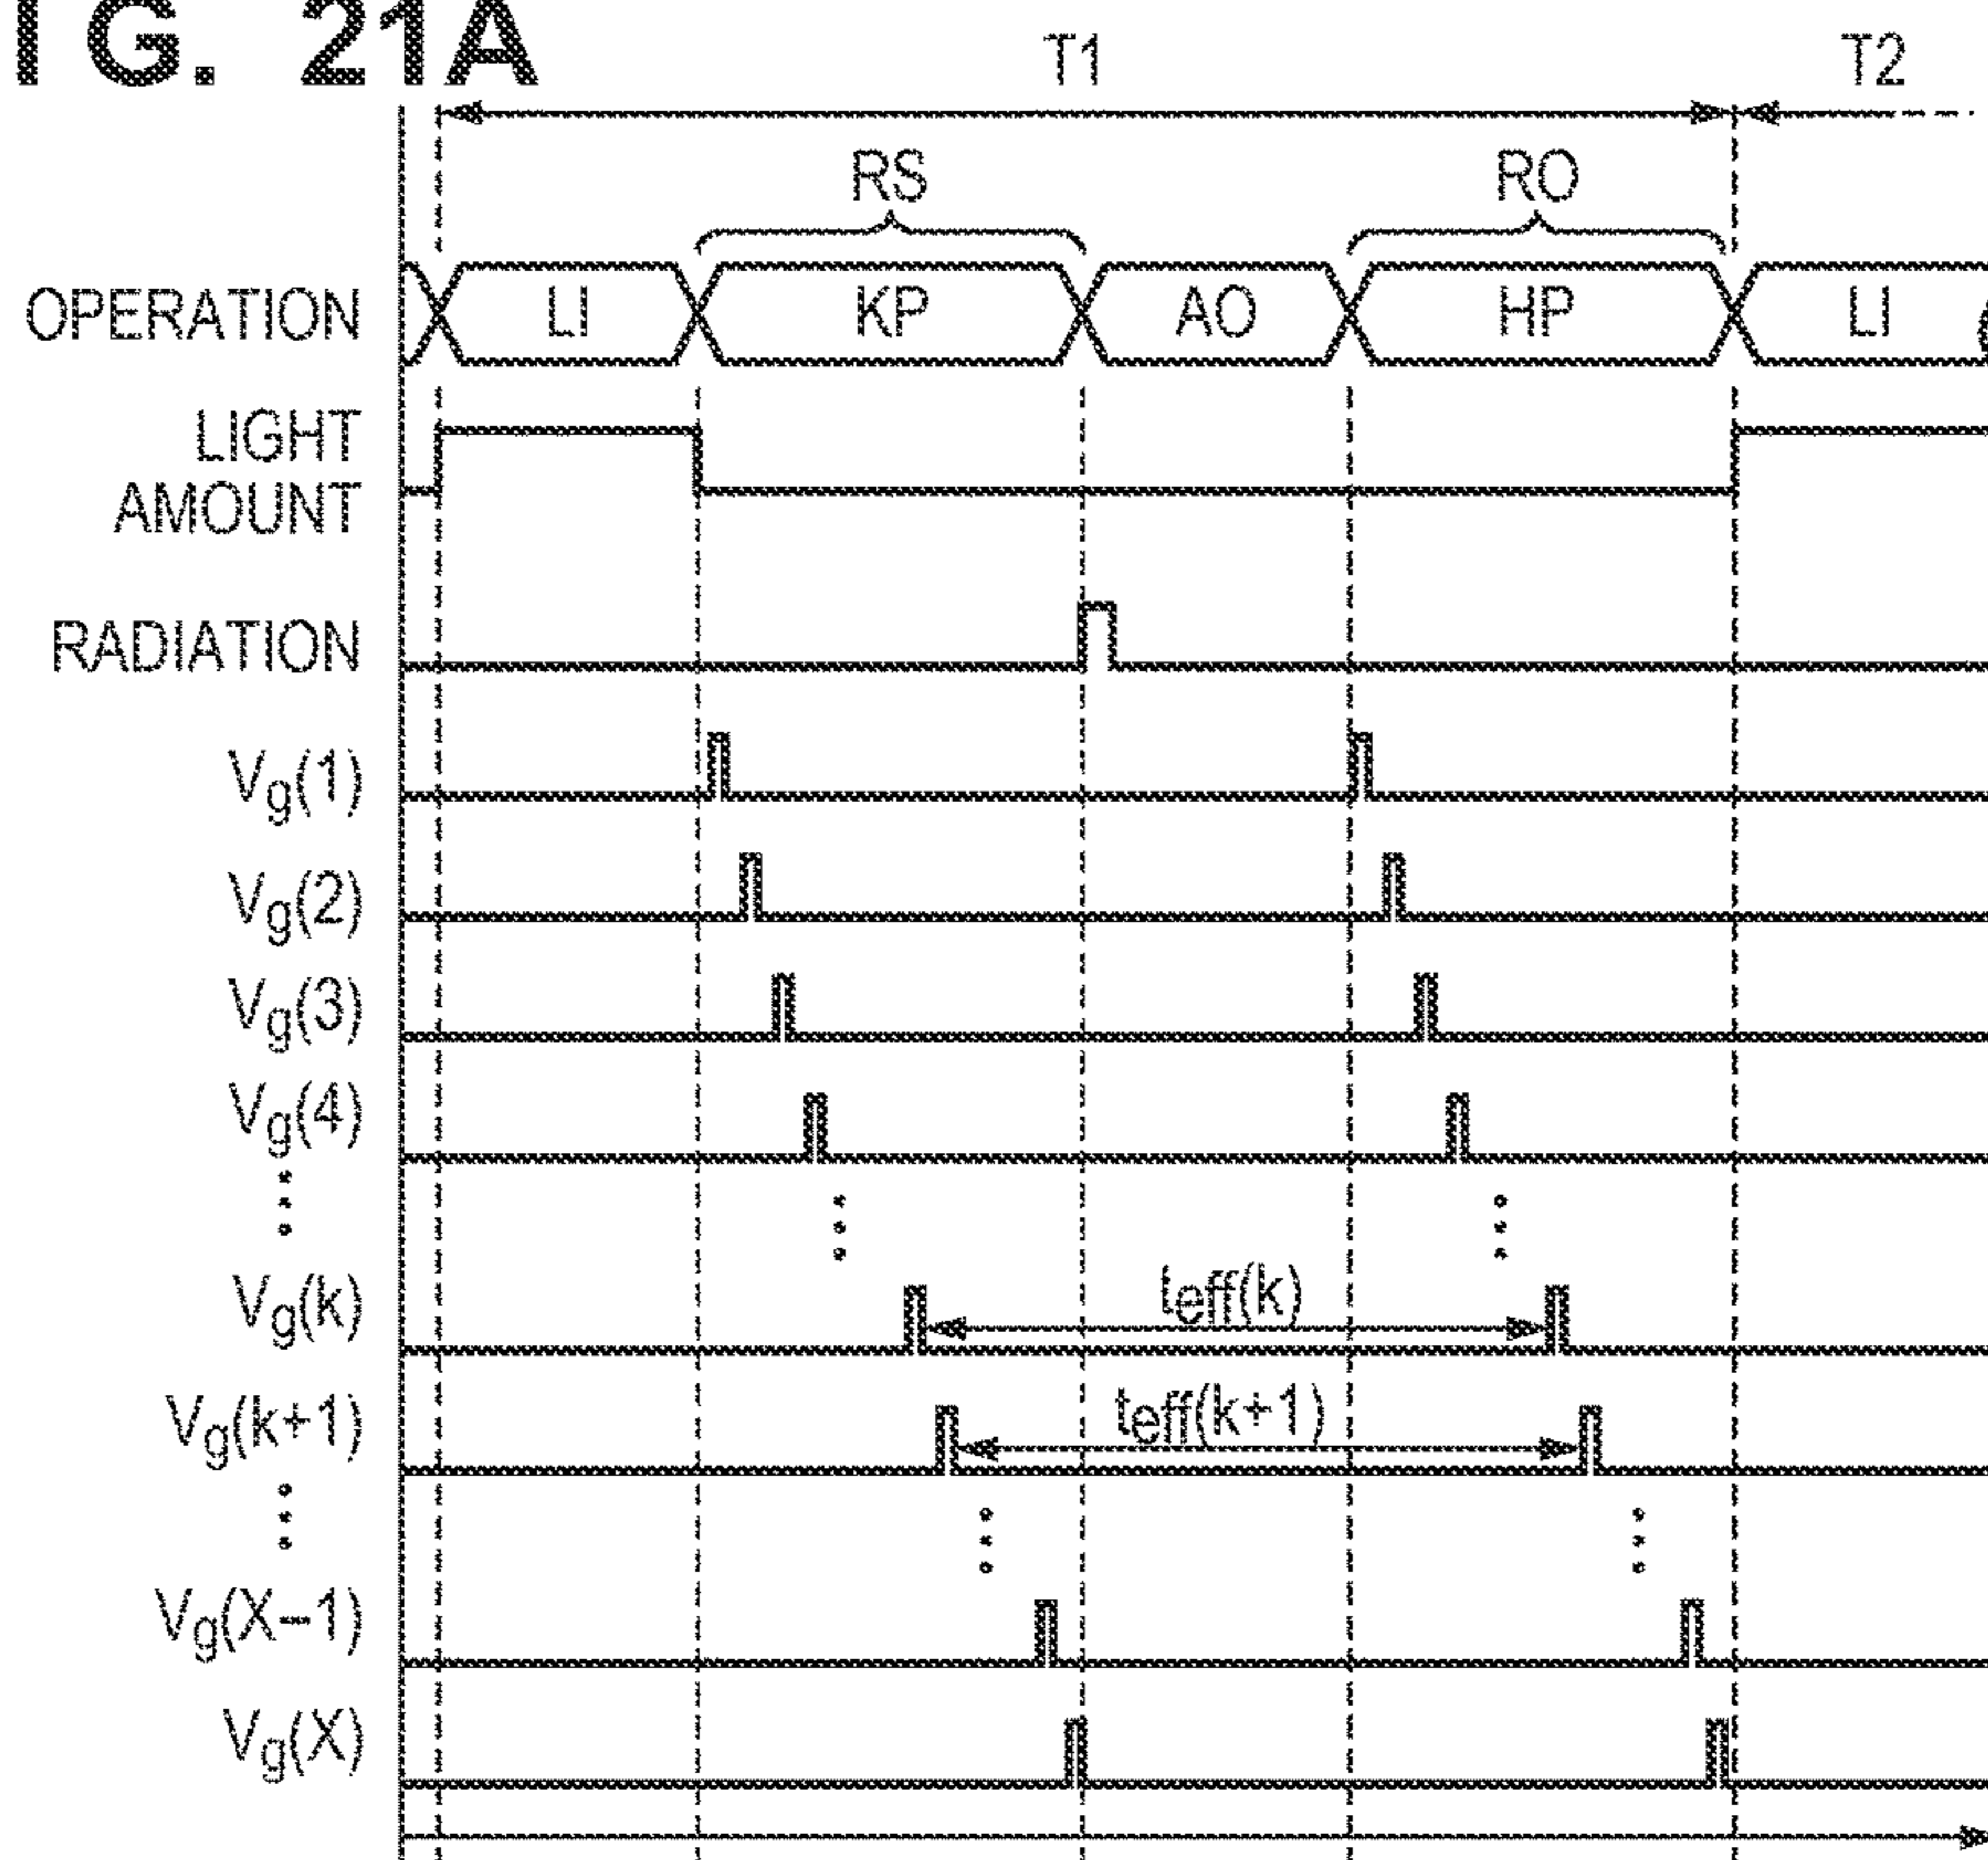 IG. 21A
T1
T2
RS
RO
OPERATION
LI
KP
AO
HP
LI
LIGHT
AMOUNT
RADIATION
Vg(1)
Vg(2)
Vg(3)
Vg(4)
Vg(k)
teff(k)
Vg(k+1)
teff(k+1)
Vg(X-1)
Vg(X)